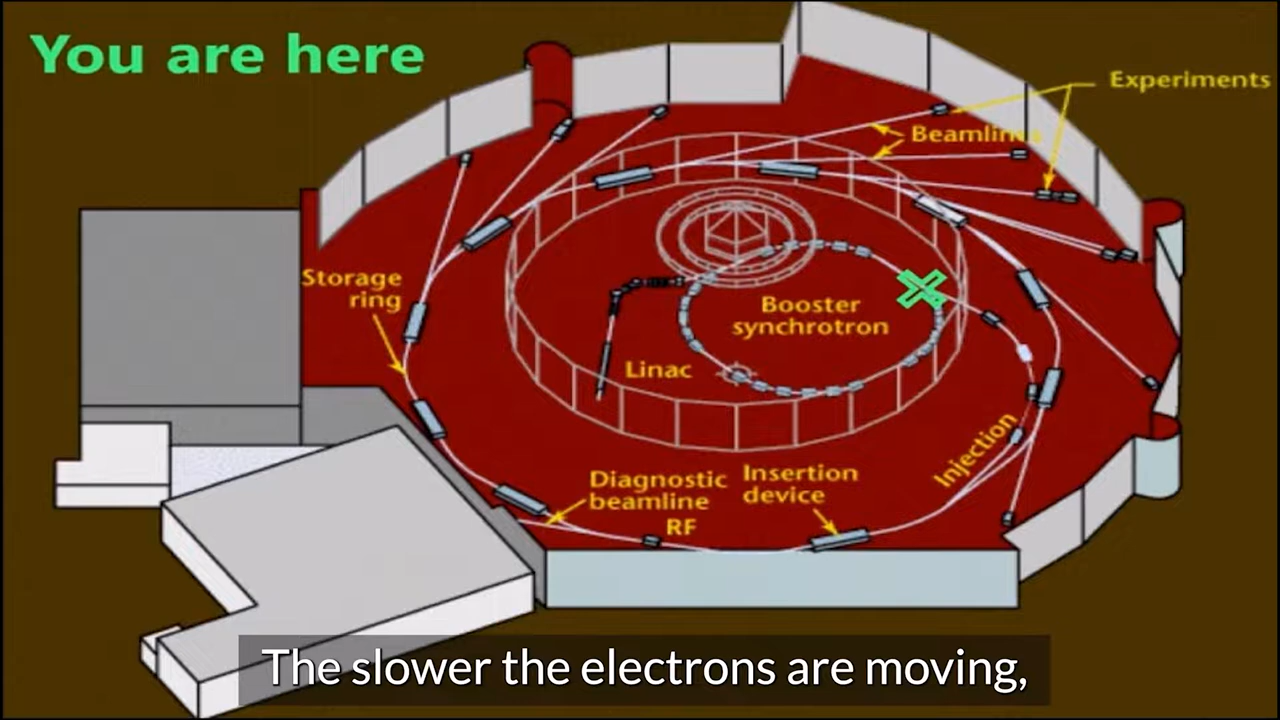 You are here
Experiments
Beamlines
Storage
ring
Booster
synchrotron
Linac
Injection
Diagnostic
beamline
Insertion
device
RF
The slower the electrons are moving,